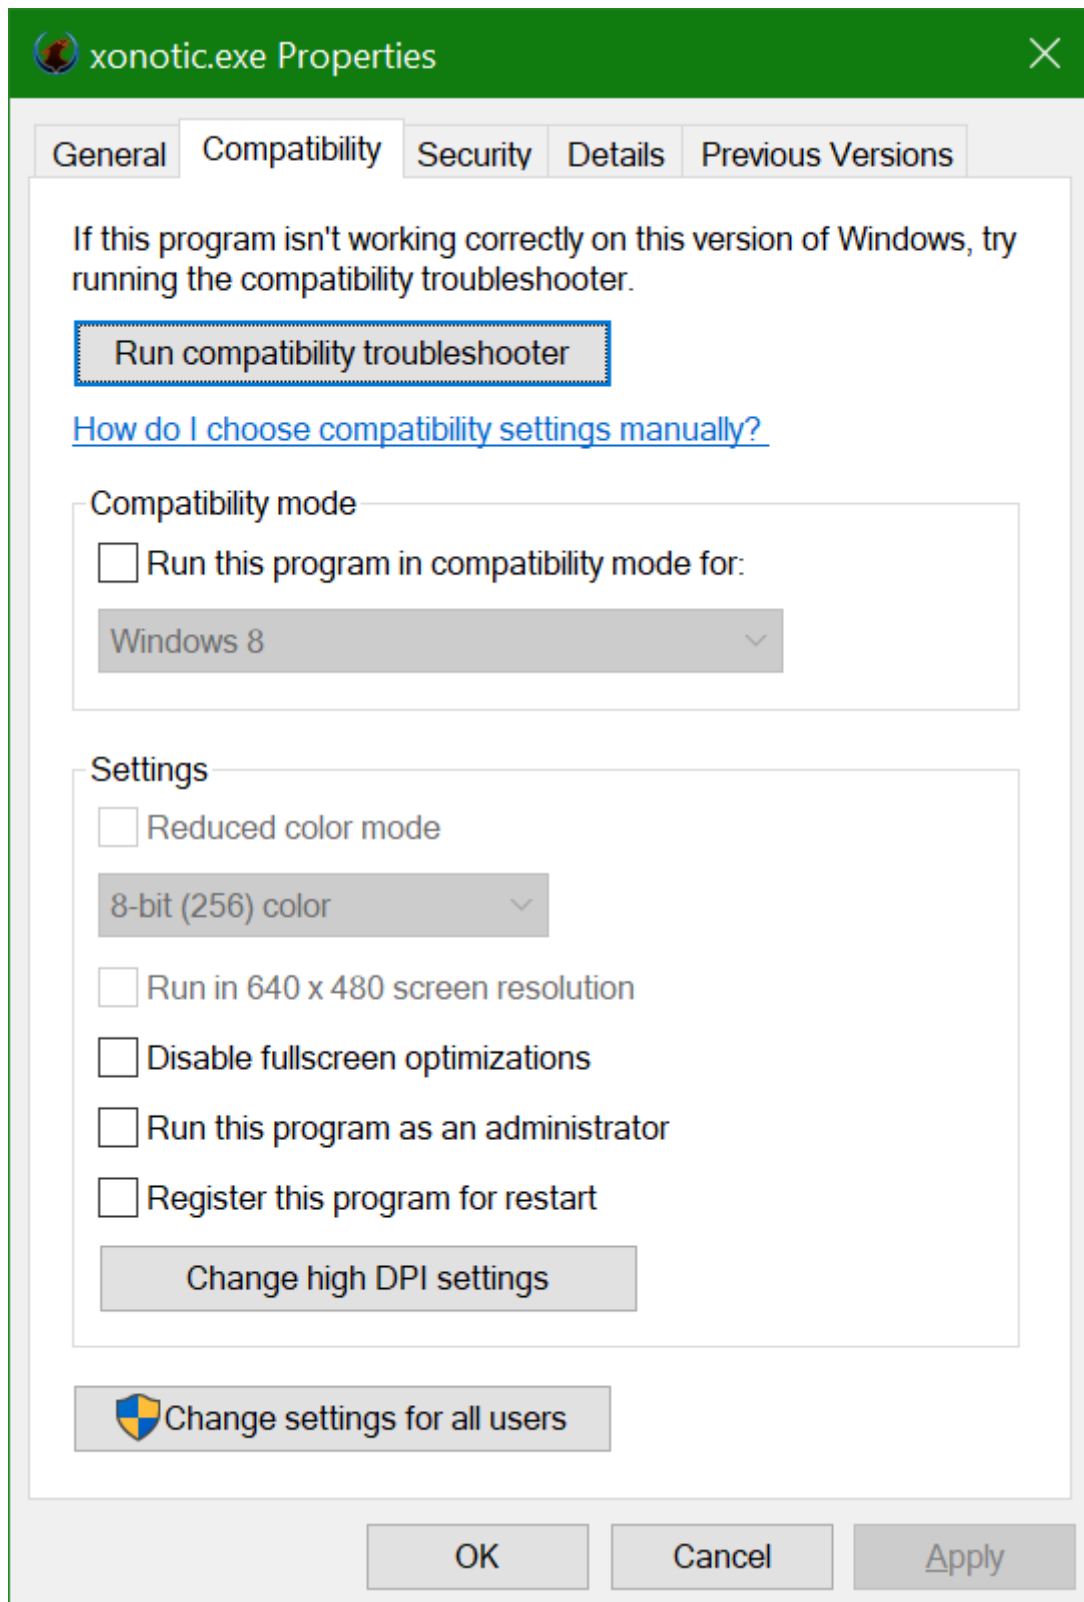 xonotic.exe Properties
General
Compatibility
Security
Details
Previous Versions
If this program isn't working correctly on this version of Windows, try
running the compatibility troubleshooter.
Run compatibility troubleshooter
How do I choose compatibility settings manually?
Compatibility mode
Run this program in compatibility mode for:
Windows 8
Settings
Reduced color mode
8-bit (256) color
Run in 640 x 480 screen resolution
Disable fullscreen optimizations
Run this program as an administrator
Register this program for restart
Change high DPI settings
Change settings for all users
OK
Cancel
Apply